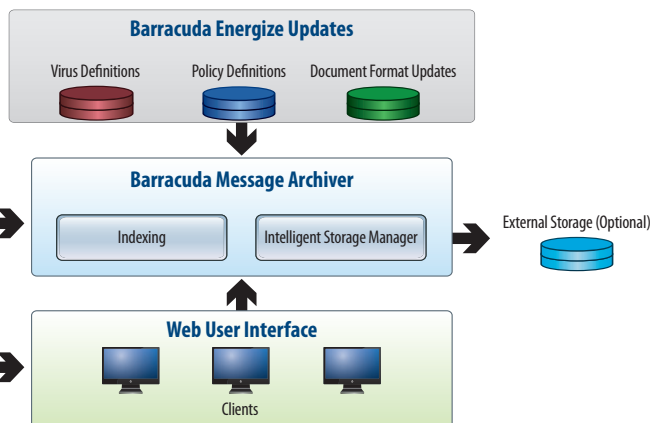 Barracuda Energize Updates
Virus Definitions
Policy Definitions
Document Format Updates
Barracuda Message Archiver
Indexing
Intelligent Storage Manager
External Storage (Optional)
Web User Interface
Clients